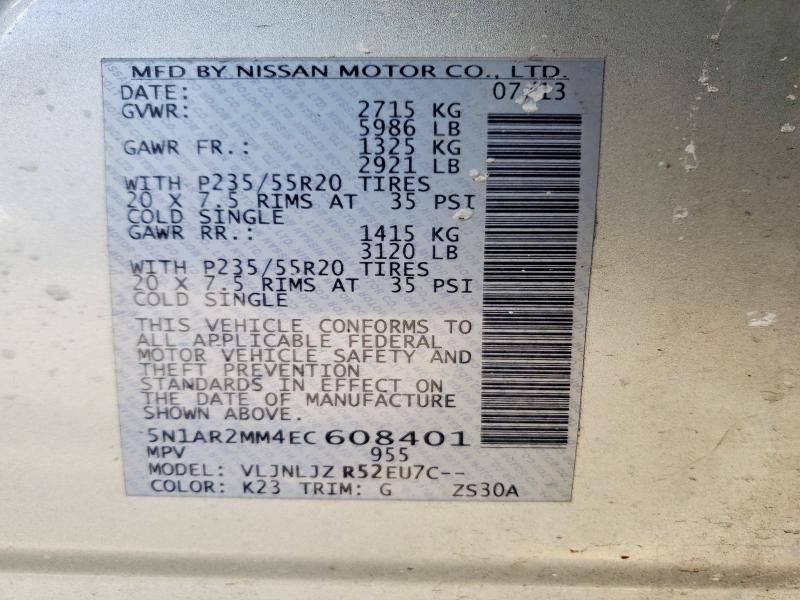 MFD BY NISSAN MOTOR CO., LTD.
DATE: 07/13
GVWR: 2715 KG
5986 LB
GAWR FR.: 1325 KG
2921 LB
WITH P235/55R20 TIRES
20 X 7.5 RIMS AT 35 PSI
COLD SINGLE
GAWR RR.: 1415 KG
3120 LB
WITH P235/55R20 TIRES
20 X 7.5 RIMS AT 35 PSI
COLD SINGLE
THIS VEHICLE CONFORMS TO
ALL APPLICABLE FEDERAL
MOTOR VEHICLE SAFETY AND
THEFT PREVENTION
STANDARDS IN EFFECT ON
THE DATE OF MANUFACTURE
SHOWN ABOVE.
5N1AR2MM4EC608401
MPV 955
MODEL: VLJNLJZ R52EU7C--
COLOR: K23 TRIM: G ZS30A